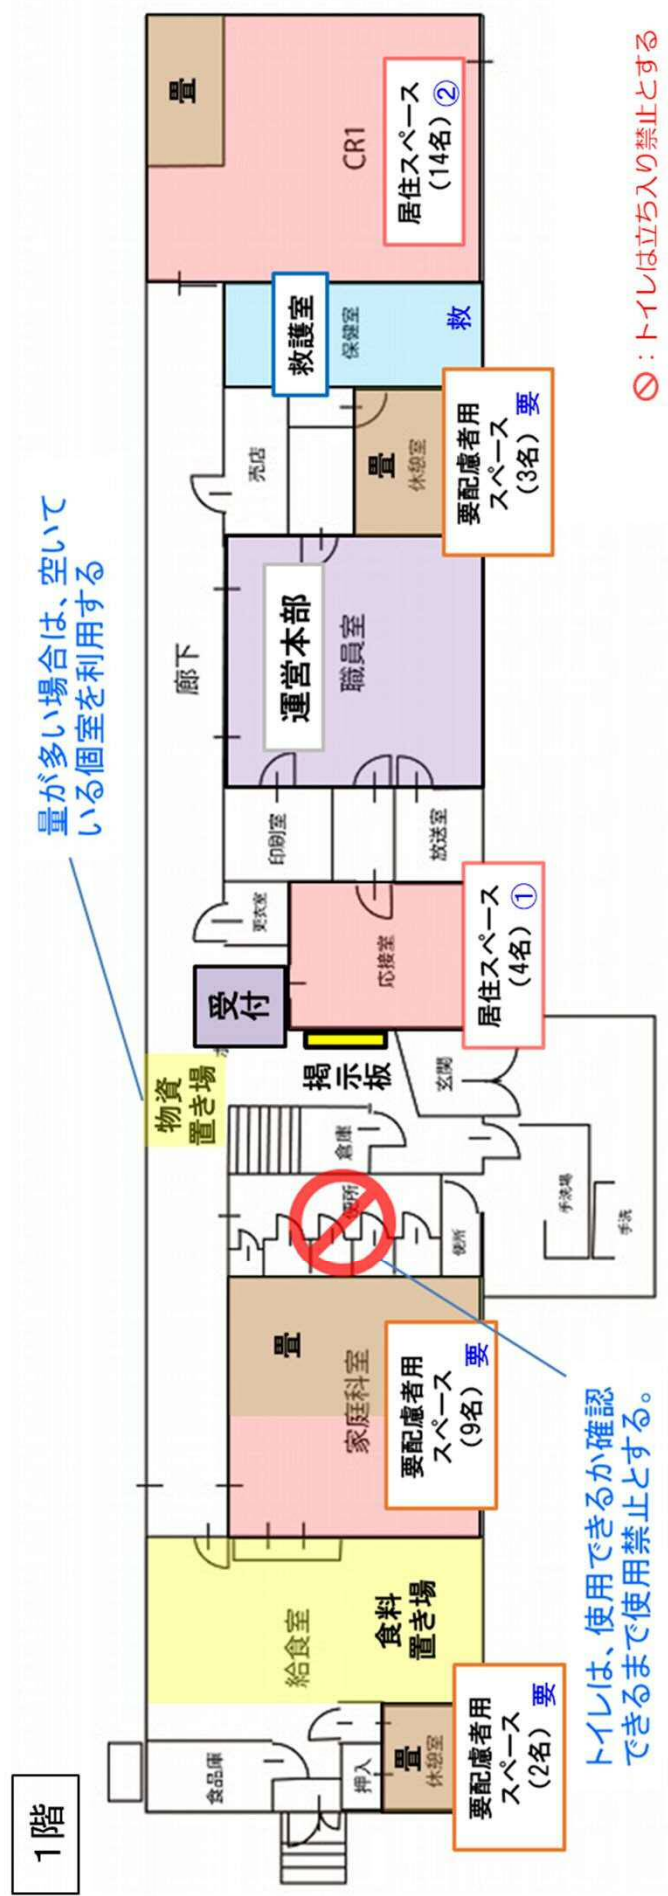 1階
量が多い場合は、空いて
いる個室を利用する
食品庫
押入
畳
休憩室
要配慮者用
スペース
(2名) 要
給食室
食料
置き場
畳
家庭科室
要配慮者用
スペース
(9名) 要
便所
便所
倉庫
手洗場
手洗
物資
置き場
ホ
掲示板
玄関
受付
更衣室
応接室
居住スペース
(4名) ①
印刷室
放送室
廊下
運営本部
職員室
売店
畳
休憩室
要配慮者用
スペース
(3名) 要
救護室
保健室
救
畳
CR1
居住スペース
(14名) ②
トイレは、使用できるか確認
できるまで使用禁止とする。
：トイレは立ち入り禁止とする